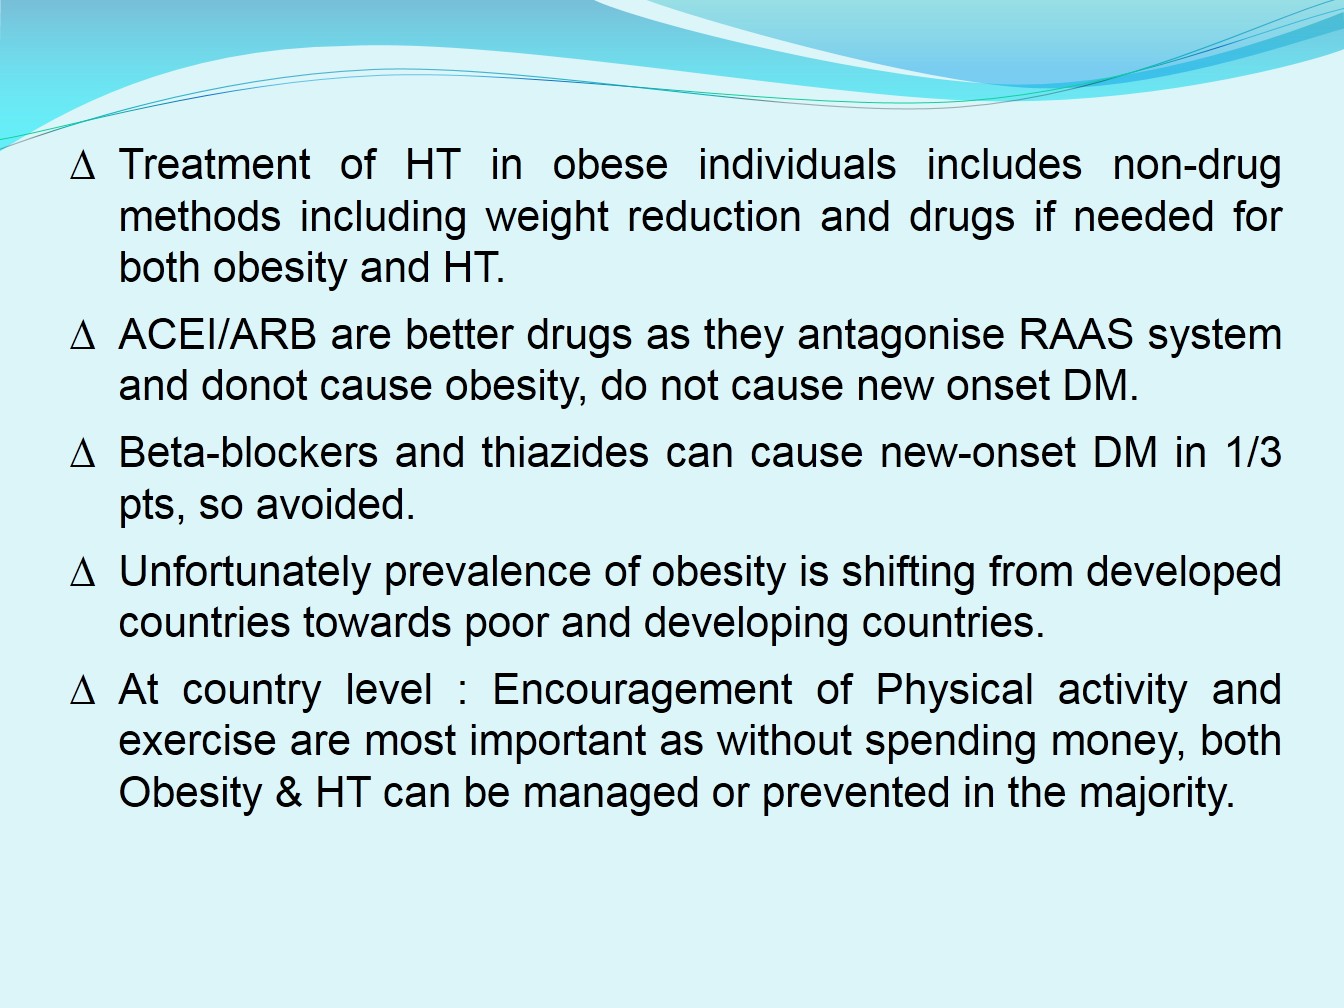 ∆ Treatment of HT in obese individuals includes non-drug
methods including weight reduction and drugs if needed for
both obesity and HT.
∆ ACEI/ARB are better drugs as they antagonise RAAS system
and donot cause obesity, do not cause new onset DM.
∆ Beta-blockers and thiazides can cause new-onset DM in 1/3
pts, so avoided.
∆ Unfortunately prevalence of obesity is shifting from developed
countries towards poor and developing countries.
∆ At country level : Encouragement of Physical activity and
exercise are most important as without spending money, both
Obesity & HT can be managed or prevented in the majority.